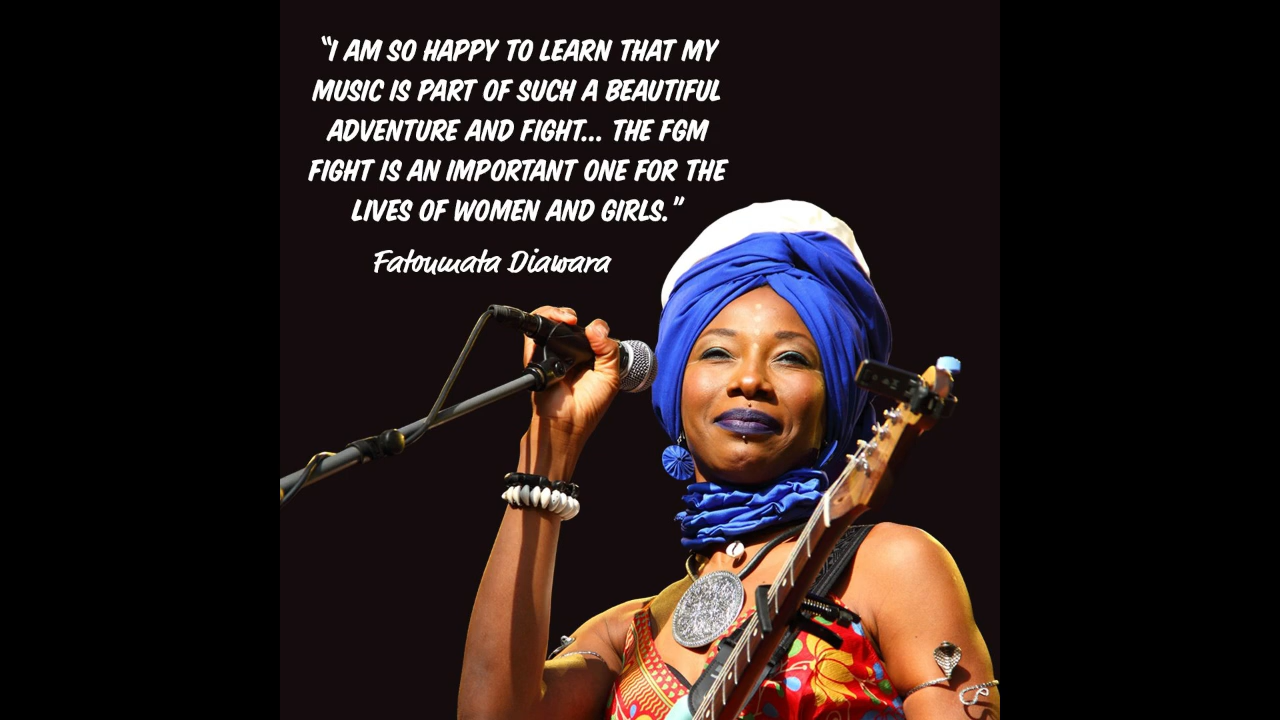 “I AM SO HAPPY TO LEARN THAT MY
MUSIC IS PART OF SUCH A BEAUTIFUL
ADVENTURE AND FIGHT... THE FGM
FIGHT IS AN IMPORTANT ONE FOR THE
LIVES OF WOMEN AND GIRLS.”
Fatoumata Diawara